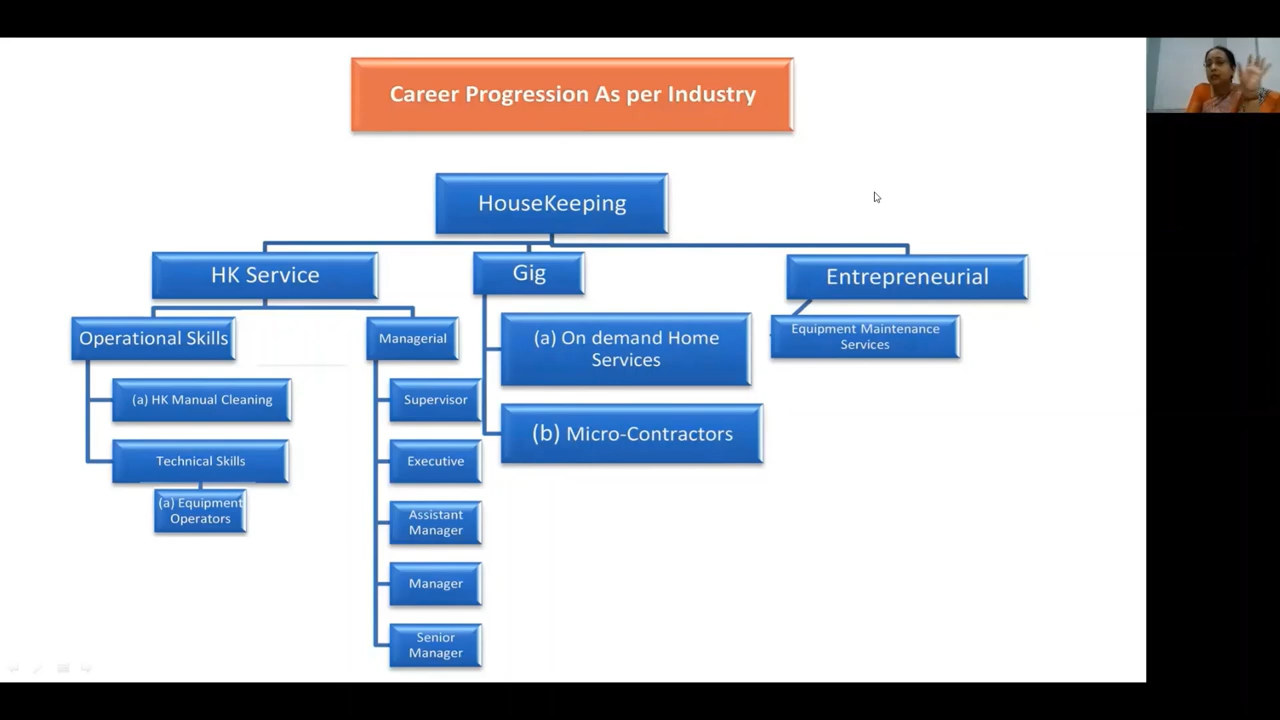 Career Progression As per Industry
HouseKeeping
HK Service
Gig
Entrepreneurial
Operational Skills
Managerial
(a) On demand Home
Services
Equipment Maintenance
Services
(a) HK Manual Cleaning
Supervisor
(b) Micro-Contractors
Technical Skills
Executive
(a) Equipment
Operators
Assistant
Manager
Manager
Senior
Manager